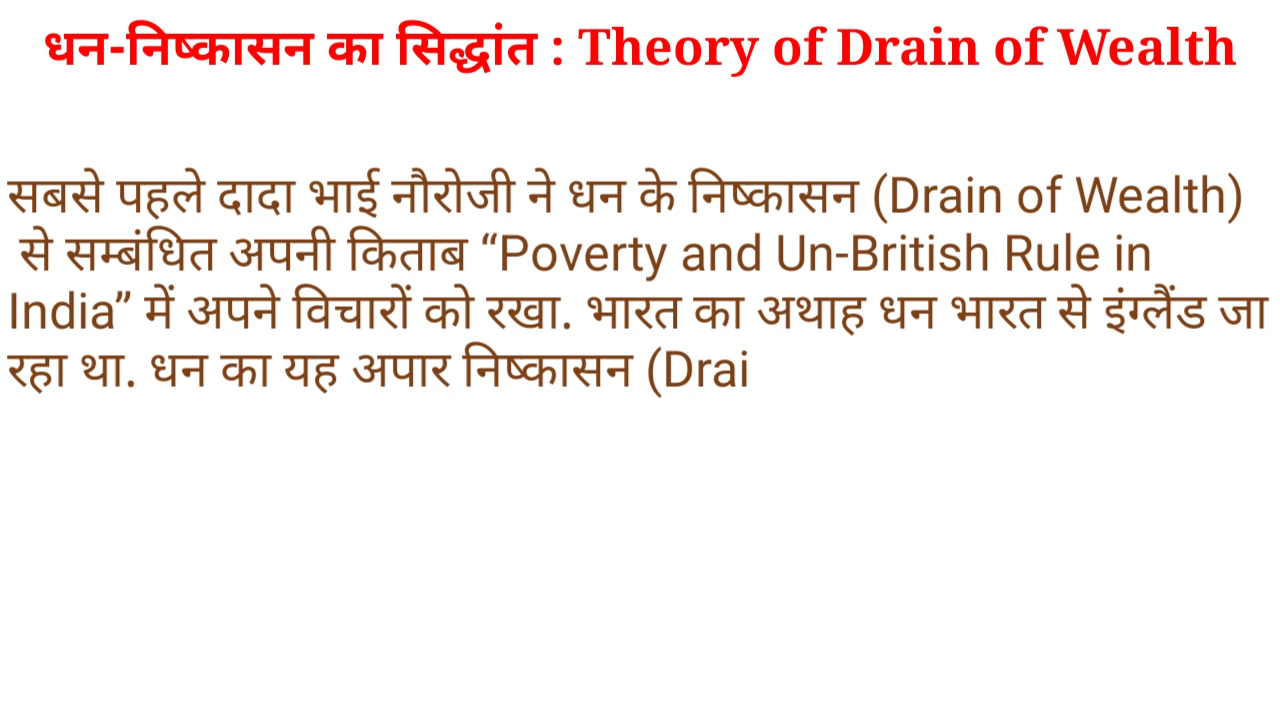 धन-निष्कासन का सिद्धांत : Theory of Drain of Wealth
सबसे पहले दादा भाई नौरोजी ने धन के निष्कासन (Drain of Wealth)
से सम्बंधित अपनी किताब “Poverty and Un-British Rule in
India” में अपने विचारों को रखा. भारत का अथाह धन भारत से इंग्लैंड जा
रहा था. धन का यह अपार निष्कासन (Drai